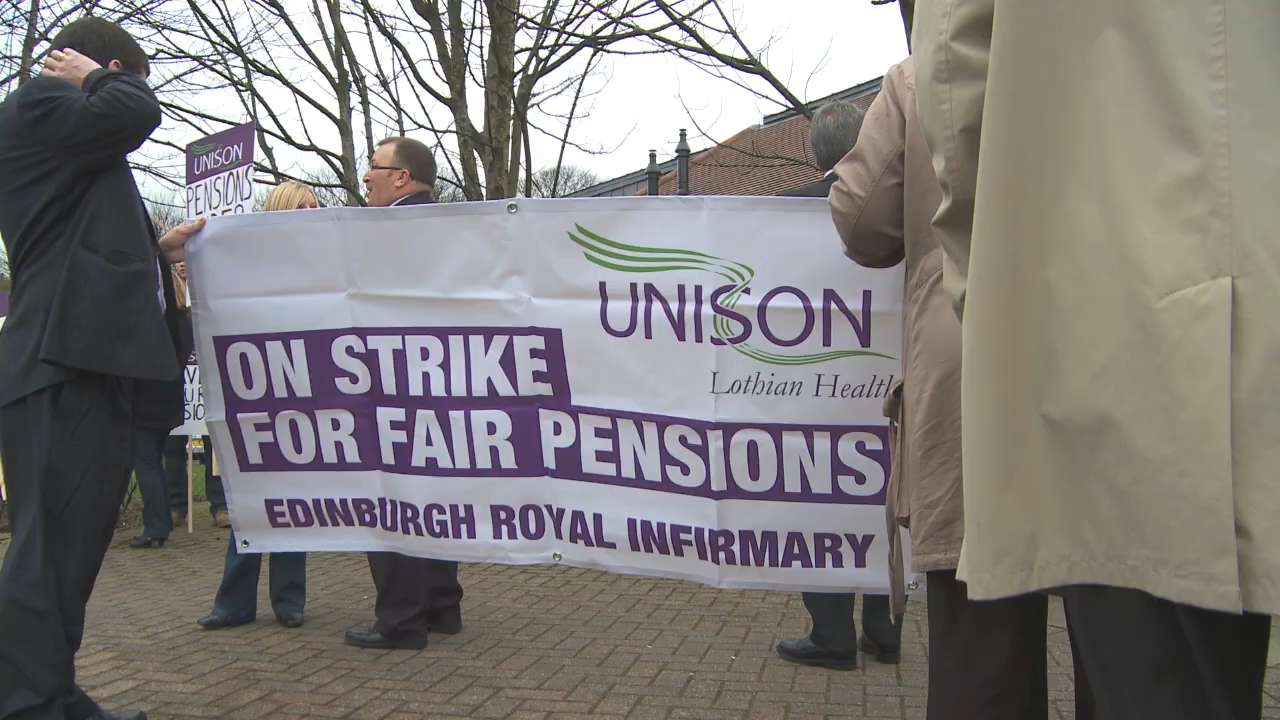 UNISON
PENSIONS
UNISON
Lothian Health
ON STRIKE
FOR FAIR PENSIONS
EDINBURGH ROYAL INFIRMARY